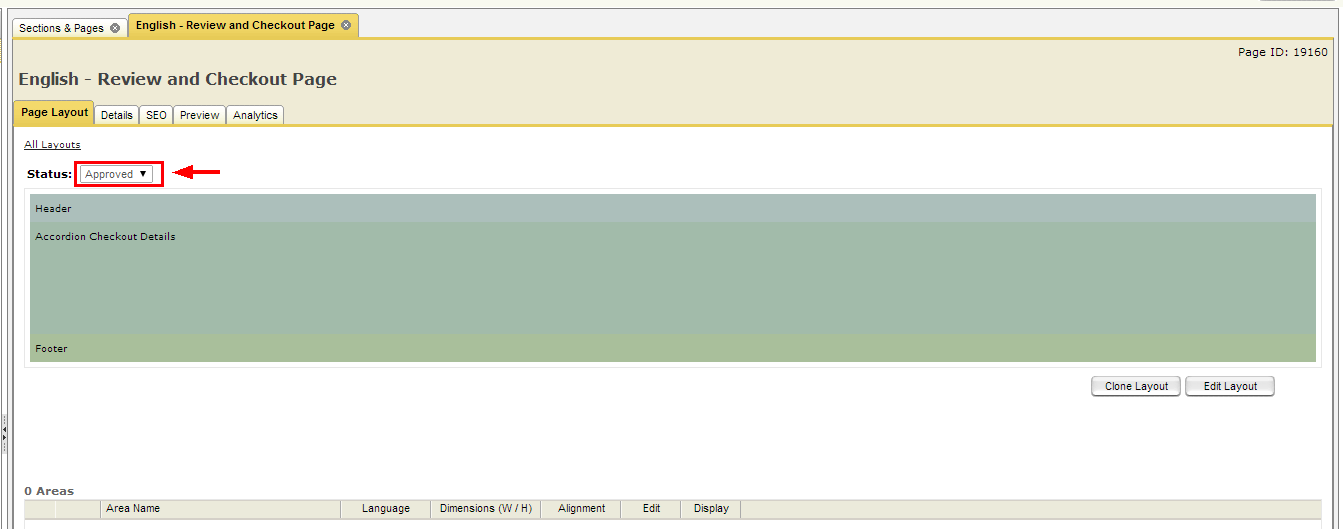 Sections & Pages English - Review and Checkout Page
Page ID: 19160
English - Review and Checkout Page
Page Layout Details SEO Preview Analytics
All Layouts
Status: Approved ▼
Header
Accordion Checkout Details
Footer
Clone Layout Edit Layout
0 Areas
Area Name Language Dimensions (W / H) Alignment Edit Display